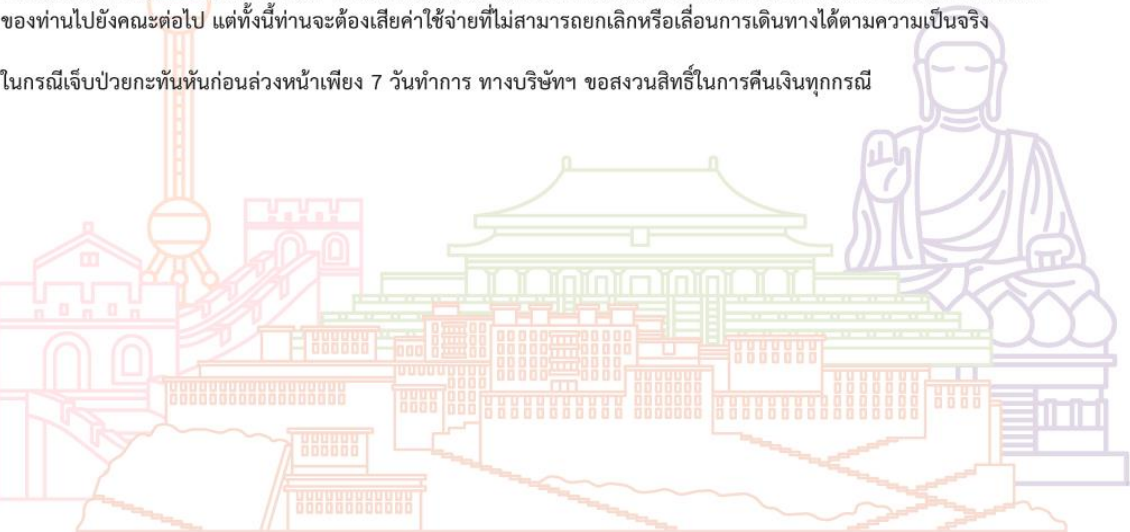 ของท่านไปยังคณะต่อไป แต่ทั้งนี้ท่านจะต้องเสียค่าใช้จ่ายที่ไม่สามารถยกเลิกหรือเลื่อนการเดินทางได้ตามความเป็นจริง
ในกรณีเจ็บป่วยกะทันหันก่อนล่วงหน้าเพียง 7 วันทำการ ทางบริษัทฯ ขอสงวนสิทธิ์ในการคืนเงินทุกกรณี